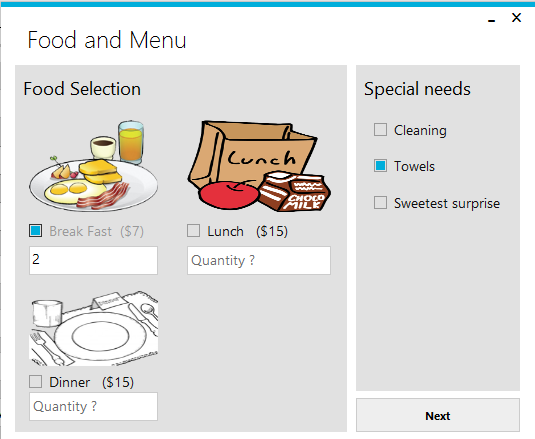 Food and Menu
Food Selection
Lunch
CHOCO
MILK
Break Fast ($7)
Lunch ($15)
2
Quantity ?
Dinner ($15)
Quantity ?
Special needs
Cleaning
Towels
Sweetest surprise
Next